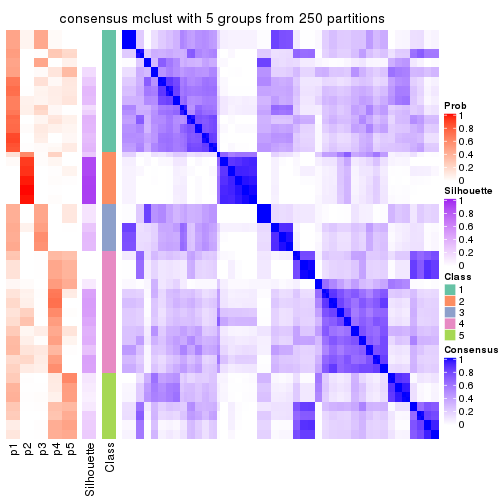 consensus mclust with 5 groups from 250 partitions
Prob
1
0.8
0.6
0.4
0.2
0
Silhouette
1
0.8
0.6
0.4
0.2
0
Class
1
2
3
4
5
Consensus
1
0.8
0.6
0.4
0.2
0
p1
p2
p3
p4
p5
Silhouette
Class